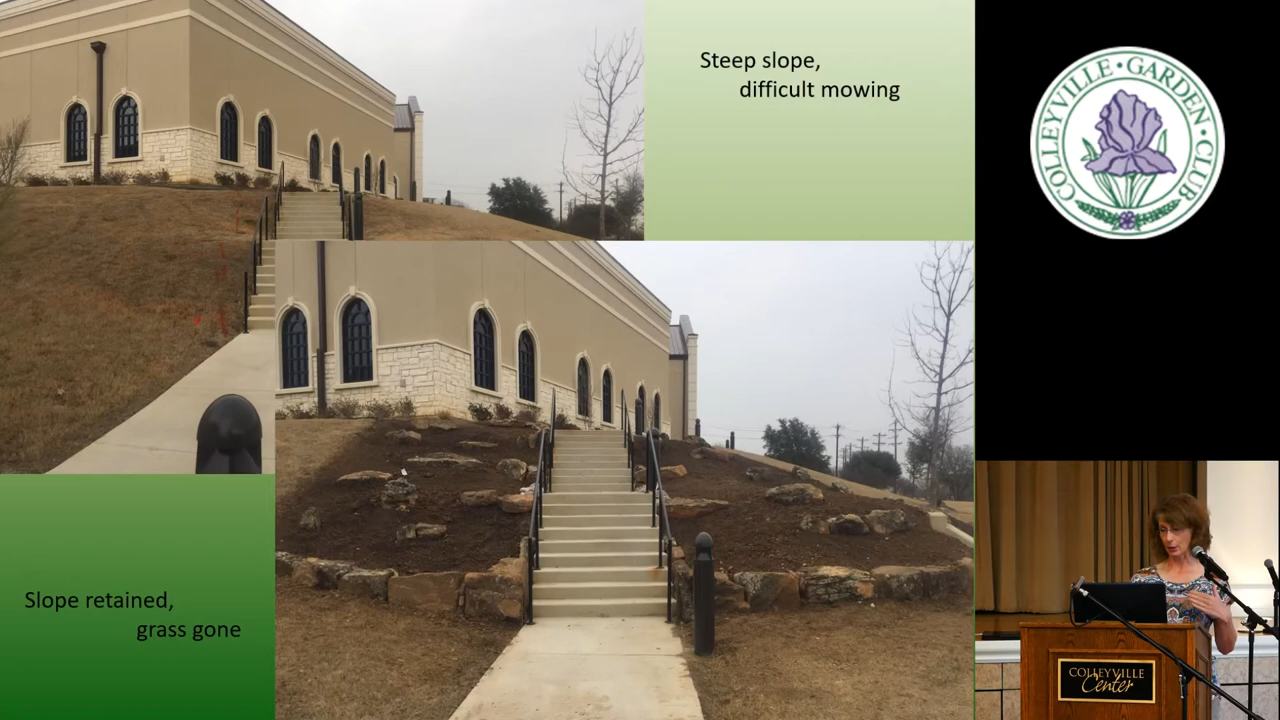 Steep slope,
difficult mowing
COLLEYVILLE • GARDEN • CLUB
Slope retained,
grass gone
COLLEYVILLE
Center